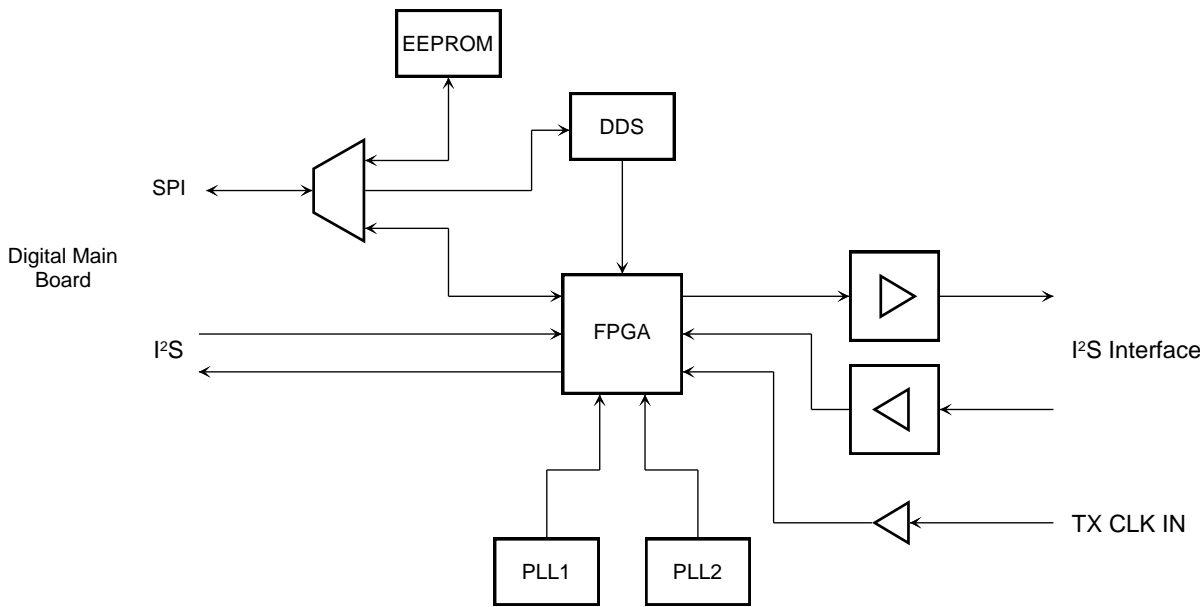 EEPROM
DDS
SPI
Digital Main
Board
FPGA
I²S
I²S Interface
TX CLK IN
PLL1
PLL2